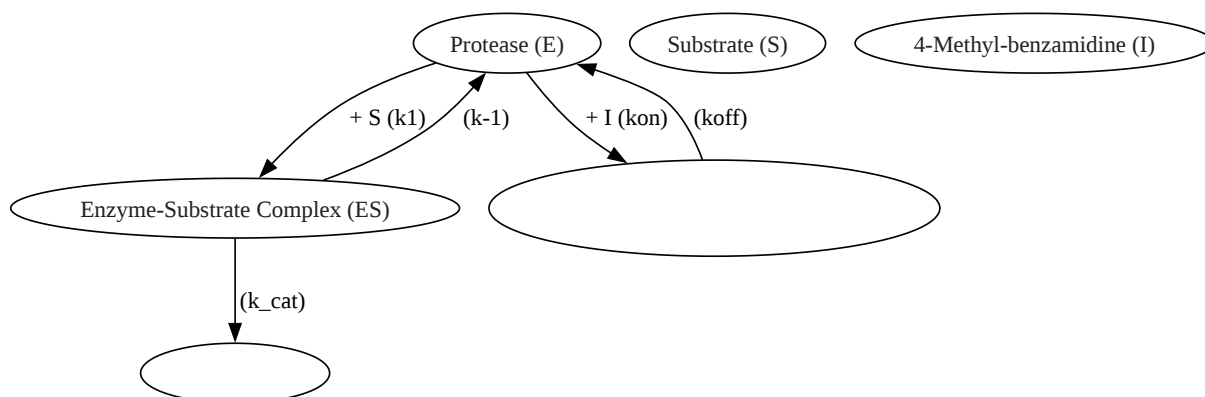 Protease (E)
Substrate (S)
4-Methyl-benzamidine (I)
+ S (k1)
(k-1)
+ I (kon)
(koff)
Enzyme-Substrate Complex (ES)
(k_cat)